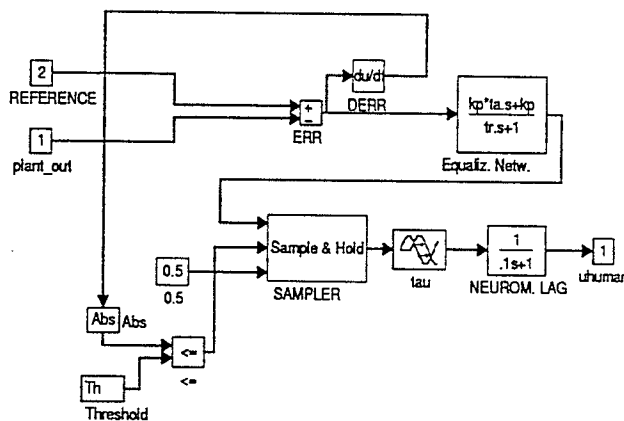 du/dt
2
REFERENCE
DERR
+
−
ERR
kp*ta.s+kp
tr.s+1
Equaliz. Netw.
1
plant_out
Sample & Hold
SAMPLER
0.5
0.5
tau
1
.1s+1
NEUROM. LAG
1
uhuman
Abs
Abs
<=
<=
Th
Threshold